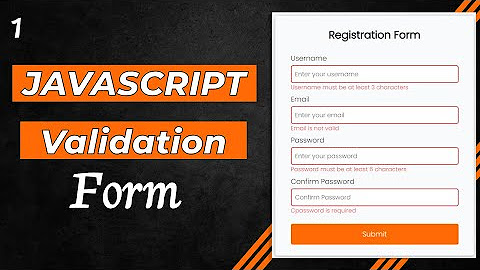 1
JAVASCRIPT
Validation
Form
Registration Form
Username
Enter your username
Username must be at least 3 characters
Email
Enter your email
Email is not valid
Password
Enter your password
Password must be at least 8 characters
Confirm Password
Confirm Password
Cpassword is required
Submit